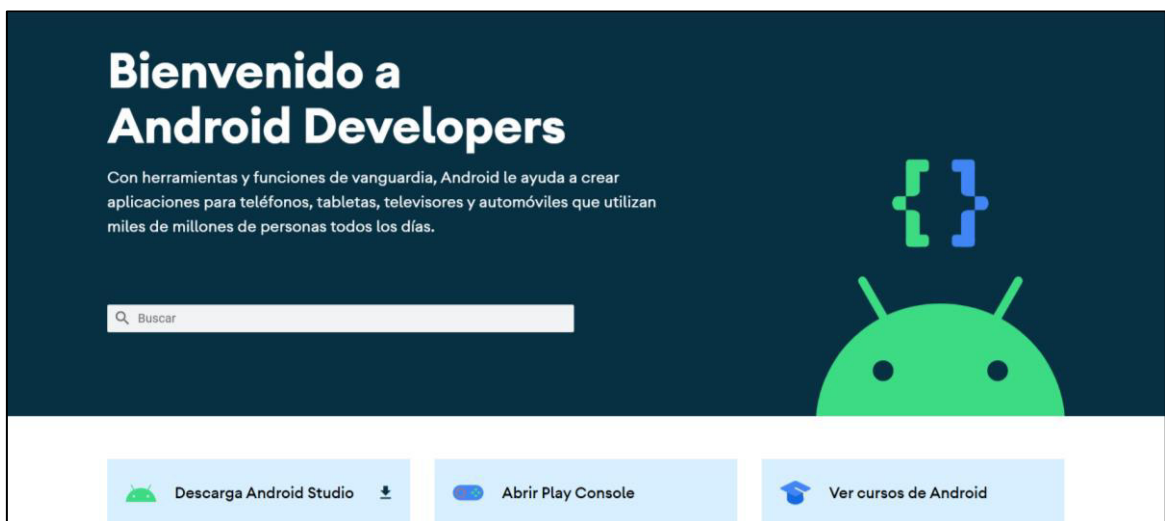 Bienvenido a
Android Developers
Con herramientas y funciones de vanguardia, Android le ayuda a crear
aplicaciones para teléfonos, tabletas, televisores y automóviles que utilizan
miles de millones de personas todos los días.
Buscar
Descarga Android Studio
Abrir Play Console
Ver cursos de Android